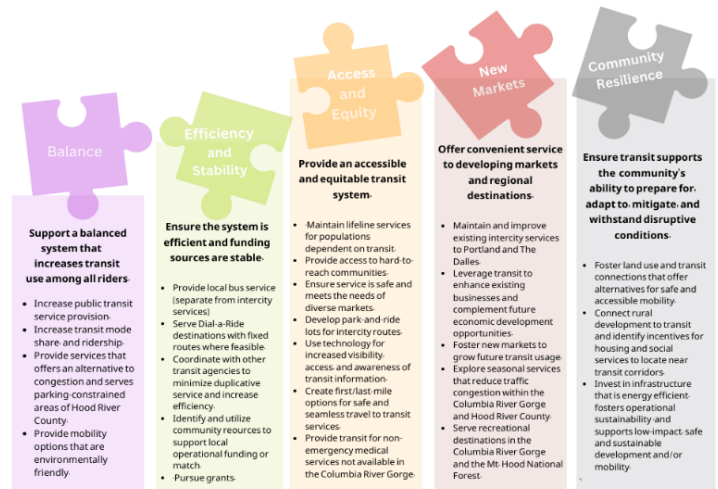 Balance
Support a balanced
system that
increases transit
use among all riders.
• Increase public transit
service provision.
• Increase transit mode
share and ridership.
• Provide services that
offers an alternative to
congestion and serves
parking-constrained
areas of Hood River
County.
• Provide mobility
options that are
environmentally
friendly.
Efficiency
and
Stability
Ensure the system is
efficient and funding
sources are stable.
• Provide local bus service
(separate from intercity
services)
• Serve Dial-a-Ride
destinations with fixed
routes where feasible.
• Coordinate with other
transit agencies to
minimize duplicative
service and increase
efficiency.
• Identify and utilize
community reources to
support local
operational funding or
match.
• Pursue grants.
Access
and
Equity
Provide an accessible
and equitable transit
system.
• Maintain lifeline services
for populations
dependent on transit.
• Provide access to hard-to-
reach communities.
• Ensure service is safe and
meets the needs of
diverse markets.
• Develop park-and-ride
lots for intercity routes.
• Use technology for
increased visibility,
access, and awareness of
transit information.
• Create first/last-mile
options for safe and
seamless travel to transit
services.
• Provide transit for non-
emergency medical
services not available in
the Columbia River Gorge.
New
Markets
Offer convenient service
to developing markets
and regional
destinations.
• Maintain and improve
existing intercity services
to Portland and The
Dalles.
• Leverage transit to
enhance existing
businesses and
complement future
economic development
opportunities.
• Foster new markets to
grow future transit usage.
• Explore seasonal services
that reduce traffic
congestion within the
Columbia River Gorge
and Hood River County.
• Serve recreational
destinations in the
Columbia River Gorge
and the Mt. Hood National
Forest.
Community
Resilience
Ensure transit supports
the community's
ability to prepare for,
adapt to, mitigate, and
withstand disruptive
conditions.
• Foster land use and transit
connections that offer
alternatives for safe and
accessible mobility.
• Connect rural
development to transit
and identify incentives for
housing and social
services to locate near
transit corridors.
• Invest in infrastructure
that is energy efficient,
fosters operational
sustainability, and
supports low-impact, safe
and sustainable
development and/or
mobility.